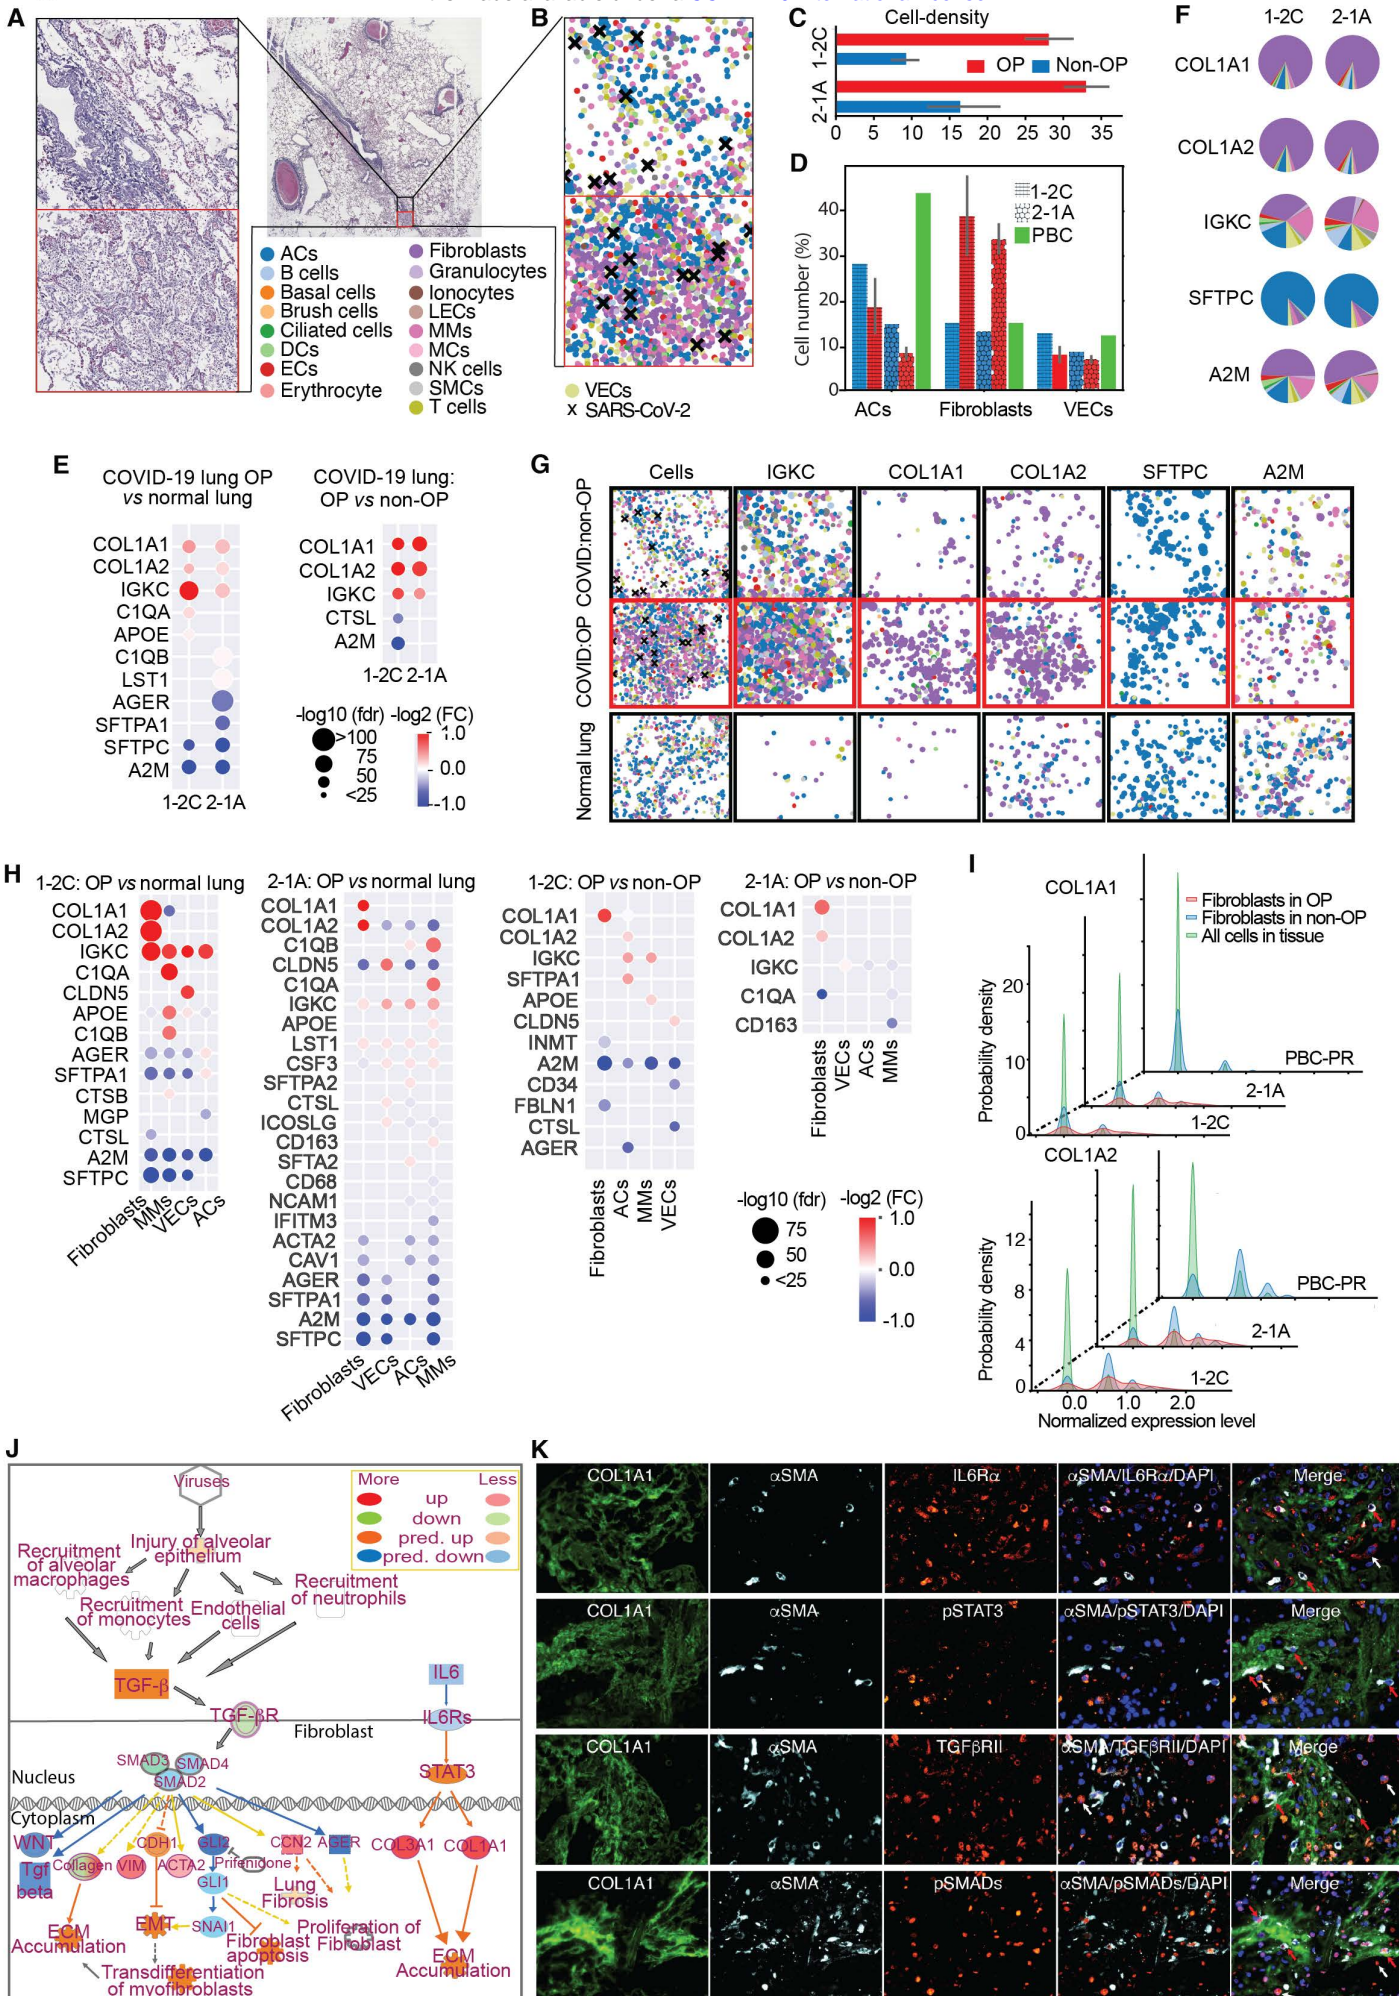 A
B
C
Cell-density
1-2C
2-1A
OP
Non-OP
0 5 10 15 20 25 30 35
D
Cell number (%)
40
30
20
10
0
1-2C
2-1A
PBC
ACs Fibroblasts VECs
F
1-2C 2-1A
COL1A1
COL1A2
IGKC
SFTPC
A2M
ACs
B cells
Basal cells
Brush cells
Ciliated cells
DCs
ECs
Erythrocyte
Fibroblasts
Granulocytes
Ionocytes
LECs
MMs
MCs
NK cells
SMCs
T cells
VECs
x SARS-CoV-2
E
COVID-19 lung OP
vs normal lung
COL1A1
COL1A2
IGKC
C1QA
APOE
C1QB
LST1
AGER
SFTPA1
SFTPC
A2M
1-2C 2-1A
COVID-19 lung:
OP vs non-OP
COL1A1
COL1A2
IGKC
CTSL
A2M
1-2C 2-1A
-log10 (fdr)
>100
75
50
<25
-log2 (FC)
1.0
0.0
-1.0
G
Cells IGKC COL1A1 COL1A2 SFTPC A2M
COVID:non-OP
COVID:OP
Normal lung
H
1-2C: OP vs normal lung
COL1A1
COL1A2
IGKC
C1QA
CLDN5
APOE
C1QB
AGER
SFTPA1
CTSB
MGP
CTSL
A2M
SFTPC
Fibroblasts
MMs
VECs
ACs
2-1A: OP vs normal lung
COL1A1
COL1A2
C1QB
CLDN5
C1QA
IGKC
APOE
LST1
CSF3
SFTPA2
CTSL
ICOSLG
CD163
SFTA2
CD68
NCAM1
IFITM3
ACTA2
CAV1
AGER
SFTPA1
A2M
SFTPC
Fibroblasts
VECs
ACs
MMs
1-2C: OP vs non-OP
COL1A1
COL1A2
IGKC
SFTPA1
APOE
CLDN5
INMT
A2M
CD34
FBLN1
CTSL
AGER
Fibroblasts
ACs
MMs
VECs
2-1A: OP vs non-OP
COL1A1
COL1A2
IGKC
C1QA
CD163
Fibroblasts
VECs
ACs
MMs
-log10 (fdr)
75
50
<25
-log2 (FC)
1.0
0.0
-1.0
I
COL1A1
Fibroblasts in OP
Fibroblasts in non-OP
All cells in tissue
Probability density
20
10
0
PBC-PR
2-1A
1-2C
COL1A2
Probability density
12
8
4
0
PBC-PR
2-1A
1-2C
0.0 1.0 2.0
Normalized expression level
J
Viruses
More Less
up
down
pred. up
pred. down
Injury of alveolar
epithelium
Recruitment
of alveolar
macrophages
Recruitment
of monocytes
Endothelial
cells
Recruitment
of neutrophils
TGF-β
TGF-βR
IL6
IL6Rs
Fibroblast
SMAD3
SMAD4
SMAD2
STAT3
Nucleus
Cytoplasm
WNT
Tgf
beta
Collagen
VIM
CDH1
ACTA2
GLI2
Prifenidone
GLI1
CCN2
AGER
COL3A1
COL1A1
Lung
Fibrosis
ECM
Accumulation
EMT
SNAI1
Fibroblast
apoptosis
Proliferation of
Fibroblast
ECM
Accumulation
Transdifferentiation
of myofibroblasts
K
COL1A1 αSMA IL6Rα αSMA/IL6Rα/DAPI Merge
COL1A1 αSMA pSTAT3 αSMA/pSTAT3/DAPI Merge
COL1A1 αSMA TGFβRII αSMA/TGFβRII/DAPI Merge
COL1A1 αSMA pSMADs αSMA/pSMADs/DAPI Merge